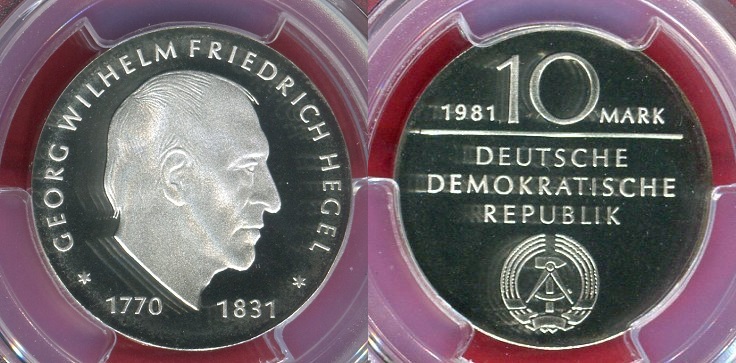 GEORG WILHELM FRIEDRICH HEGEL
1770 1831
1981 10 MARK
DEUTSCHE
DEMOKRATISCHE
REPUBLIK